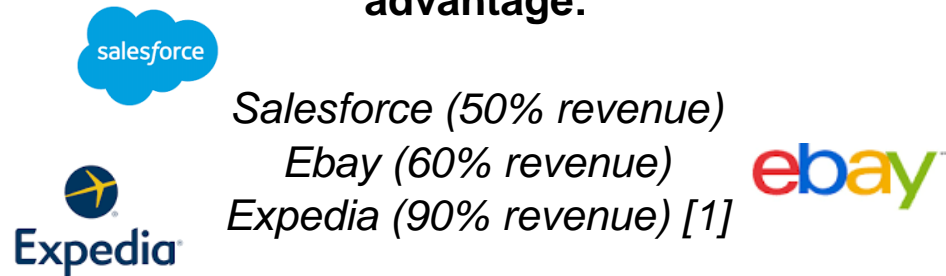 advantage:
salesforce
Salesforce (50% revenue)
Ebay (60% revenue)
ebay
Expedia (90% revenue) [1]
Expedia